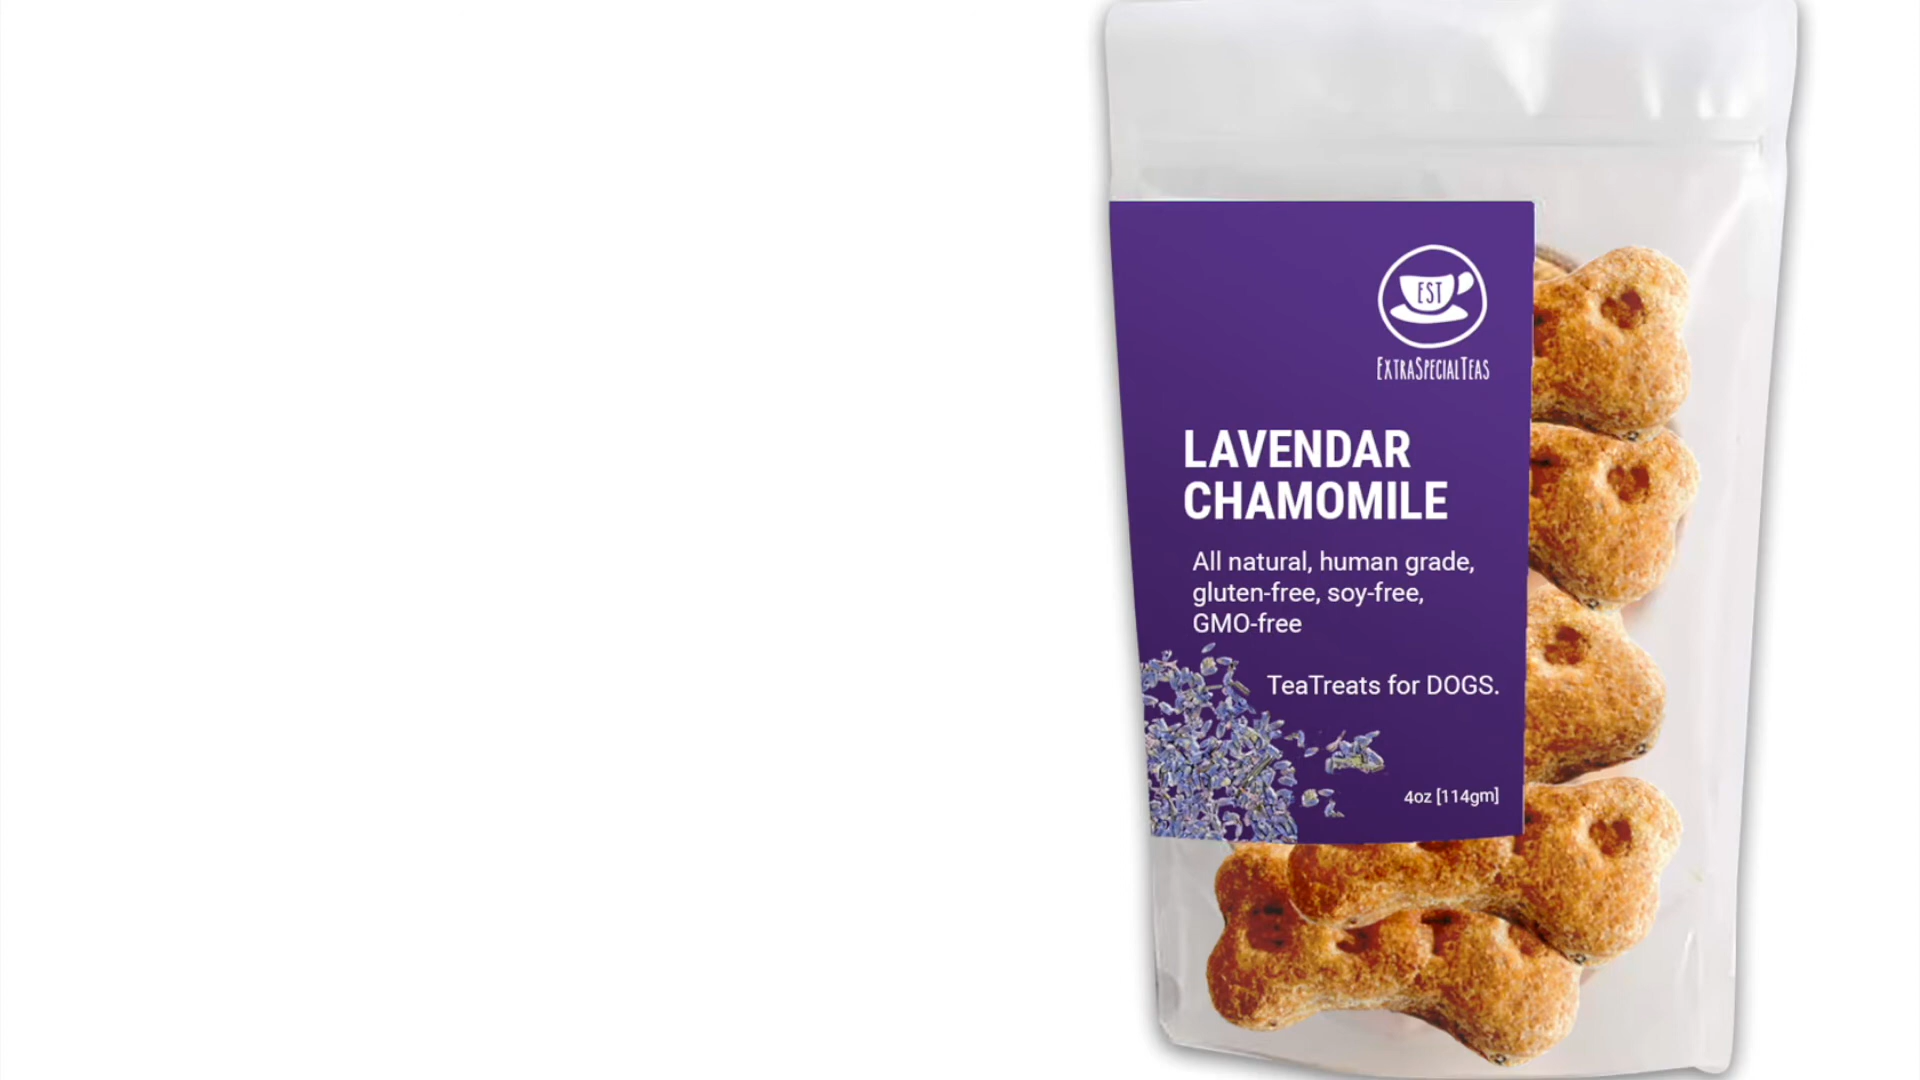 EST
EXTRASPECIALTEAS
LAVENDAR
CHAMOMILE
All natural, human grade,
gluten-free, soy-free,
GMO-free
TeaTreats for DOGS.
4oz [114gm]